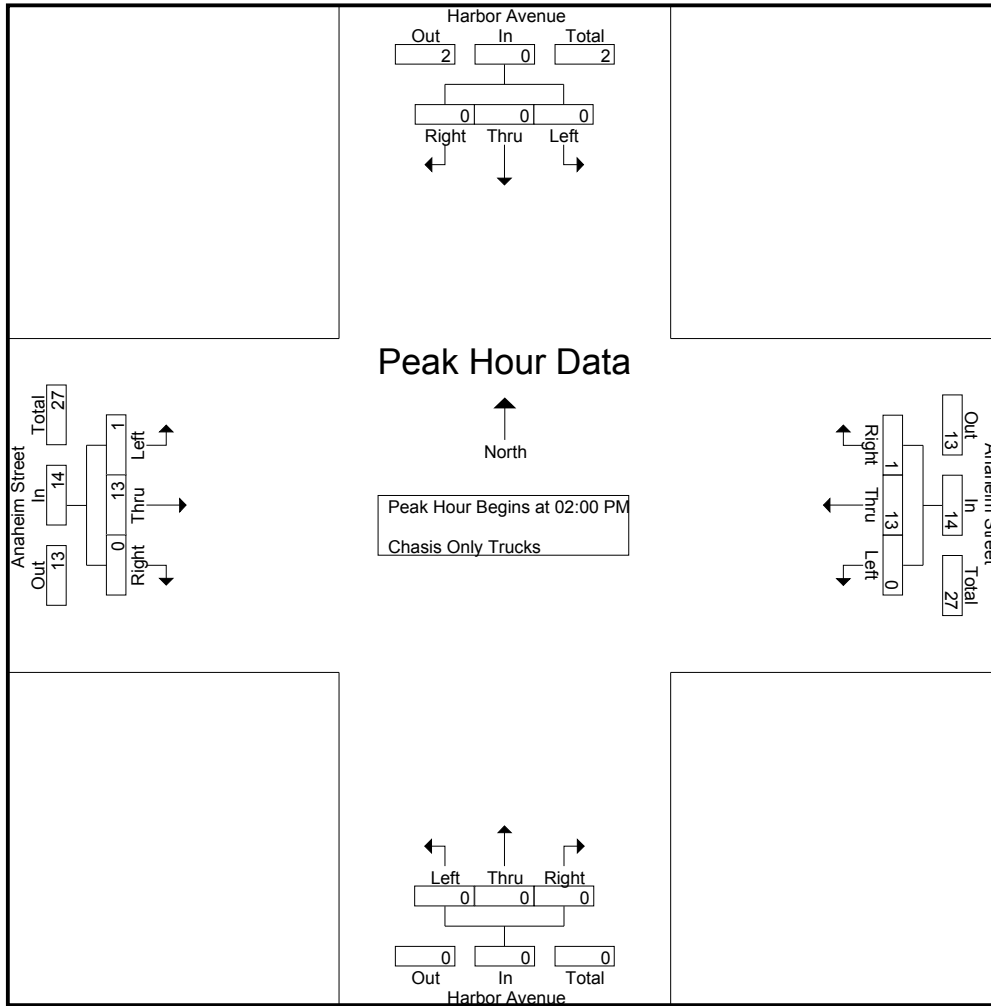 Harbor Avenue
Out In Total
2 0 2
0 0 0
Right Thru Left
Peak Hour Data
North
Peak Hour Begins at 02:00 PM
Chasis Only Trucks
Anaheim Street
Out In Total
13 14 27
0 13 1
Right Thru Left
Anaheim Street
Out In Total
13 14 27
1 13 0
Right Thru Left
Left Thru Right
0 0 0
0 0 0
Out In Total
Harbor Avenue